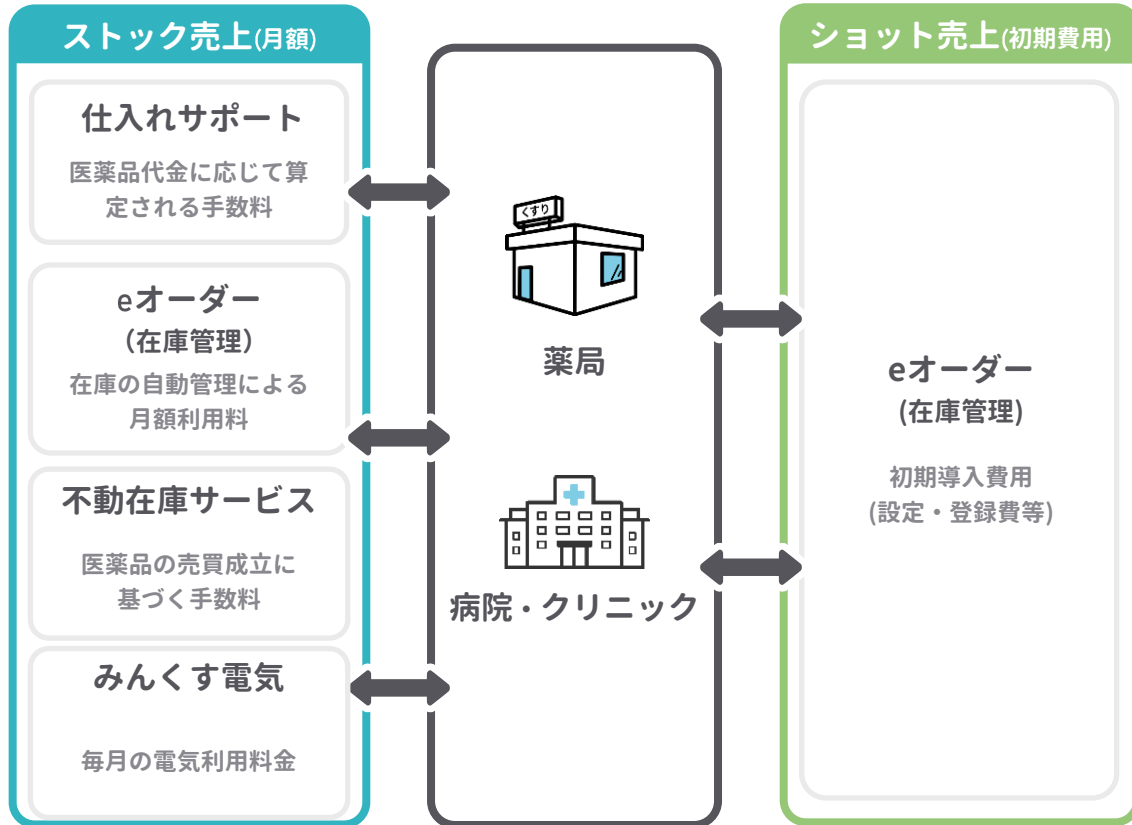 ストック売上(月額)
仕入れサポート
医薬品代金に応じて算
定される手数料
eオーダー
（在庫管理）
在庫の自動管理による
月額利用料
不動在庫サービス
医薬品の売買成立に
基づく手数料
みんくす電気
毎月の電気利用料金
くすり
薬局
病院・クリニック
ショット売上(初期費用)
eオーダー
(在庫管理)
初期導入費用
(設定・登録費等)